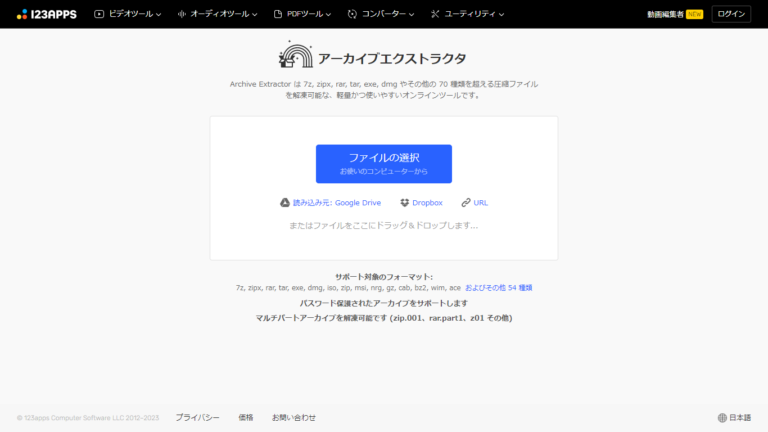 123APPS ビデオツール オーディオツール PDFツール コンバーター ユーティリティ 動画編集者 NEW ログイン
アーカイブエクストラクタ
Archive Extractor は 7z, zipx, rar, tar, exe, dmg やその他の 70 種類を超える圧縮ファイル
を解凍可能な、軽量かつ使いやすいオンラインツールです。
ファイルの選択
お使いのコンピューターから
読み込み元: Google Drive Dropbox URL
またはファイルをここにドラッグ＆ドロップします...
サポート対象のフォーマット:
7z, zipx, rar, tar, exe, dmg, iso, zip, msi, nrg, gz, cab, bz2, wim, ace およびその他 54 種類
パスワード保護されたアーカイブをサポートします
マルチパートアーカイブを解凍可能です (zip.001、rar.part1、z01 その他)
© 123apps Computer Software LLC 2012-2023 プライバシー 価格 お問い合わせ 日本語